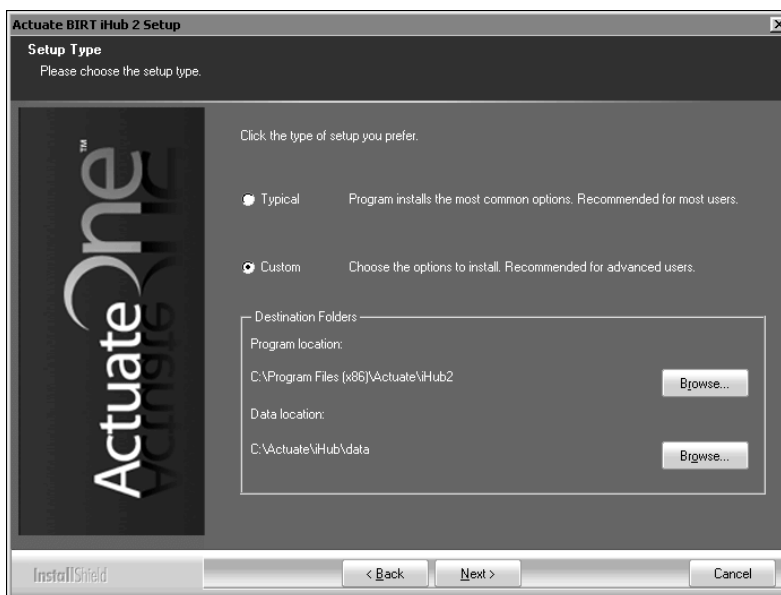 Actuate BIRT iHub 2 Setup
Setup Type
Please choose the setup type.
ActuateOne™
Click the type of setup you prefer.
Typical Program installs the most common options. Recommended for most users.
Custom Choose the options to install. Recommended for advanced users.
Destination Folders
Program location:
C:\Program Files (x86)\Actuate\iHub2
Browse...
Data location:
C:\Actuate\iHub\data
Browse...
InstallShield
< Back Next > Cancel